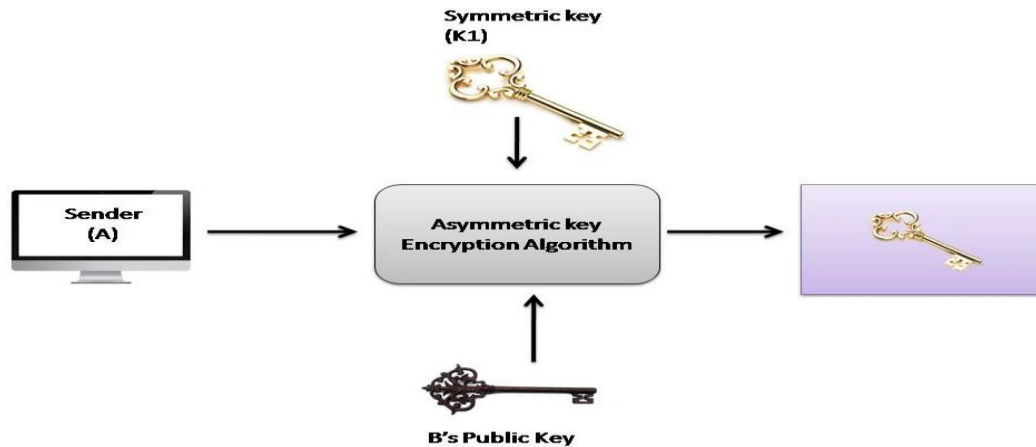 Symmetric key
(K1)
Sender
(A)
Asymmetric key
Encryption Algorithm
B's Public Key